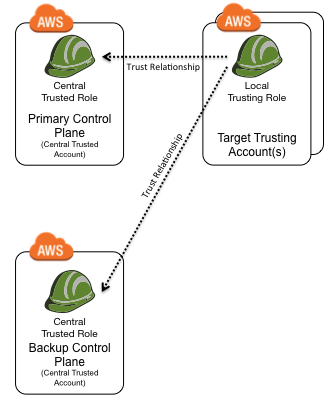 AWS
Central
Trusted Role
Primary Control
Plane
(Central Trusted
Account)
Trust Relationship
AWS
Local
Trusting Role
Target Trusting
Account(s)
Trust Relationship
AWS
Central
Trusted Role
Backup Control
Plane
(Central Trusted
Account)